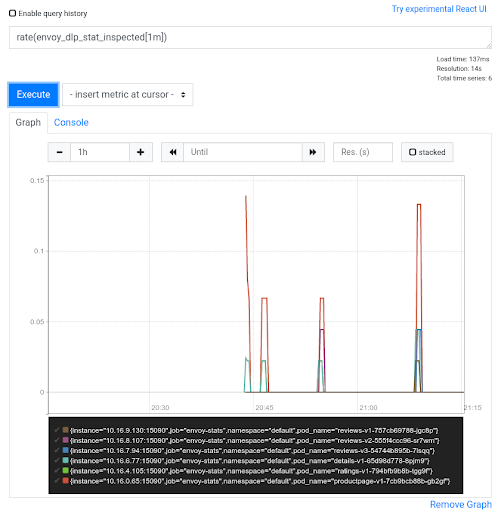 Enable query history
Try experimental React UI
rate(envoy_dlp_stat_inspected[1m])
Load time: 137ms
Resolution: 14s
Total time series: 6
Execute
- insert metric at cursor -
Graph
Console
1h
Until
Res. (s)
stacked
0.15
0.1
0.05
0
20:30
20:45
21:00
21:15
{instance="10.16.9.130:15090",job="envoy-stats",namespace="default",pod_name="reviews-v1-757cb69788-jgc8p"}
{instance="10.16.8.107:15090",job="envoy-stats",namespace="default",pod_name="reviews-v2-555f4ccc96-sr7wm"}
{instance="10.16.7.94:15090",job="envoy-stats",namespace="default",pod_name="reviews-v3-54744b895b-7lsqq"}
{instance="10.16.6.77:15090",job="envoy-stats",namespace="default",pod_name="details-v1-65d98d778-8pjm9"}
{instance="10.16.4.105:15090",job="envoy-stats",namespace="default",pod_name="ratings-v1-794bfb9b8b-tgg9f"}
{instance="10.16.0.65:15090",job="envoy-stats",namespace="default",pod_name="productpage-v1-7cb9bcb88b-gb2gf"}
Remove Graph